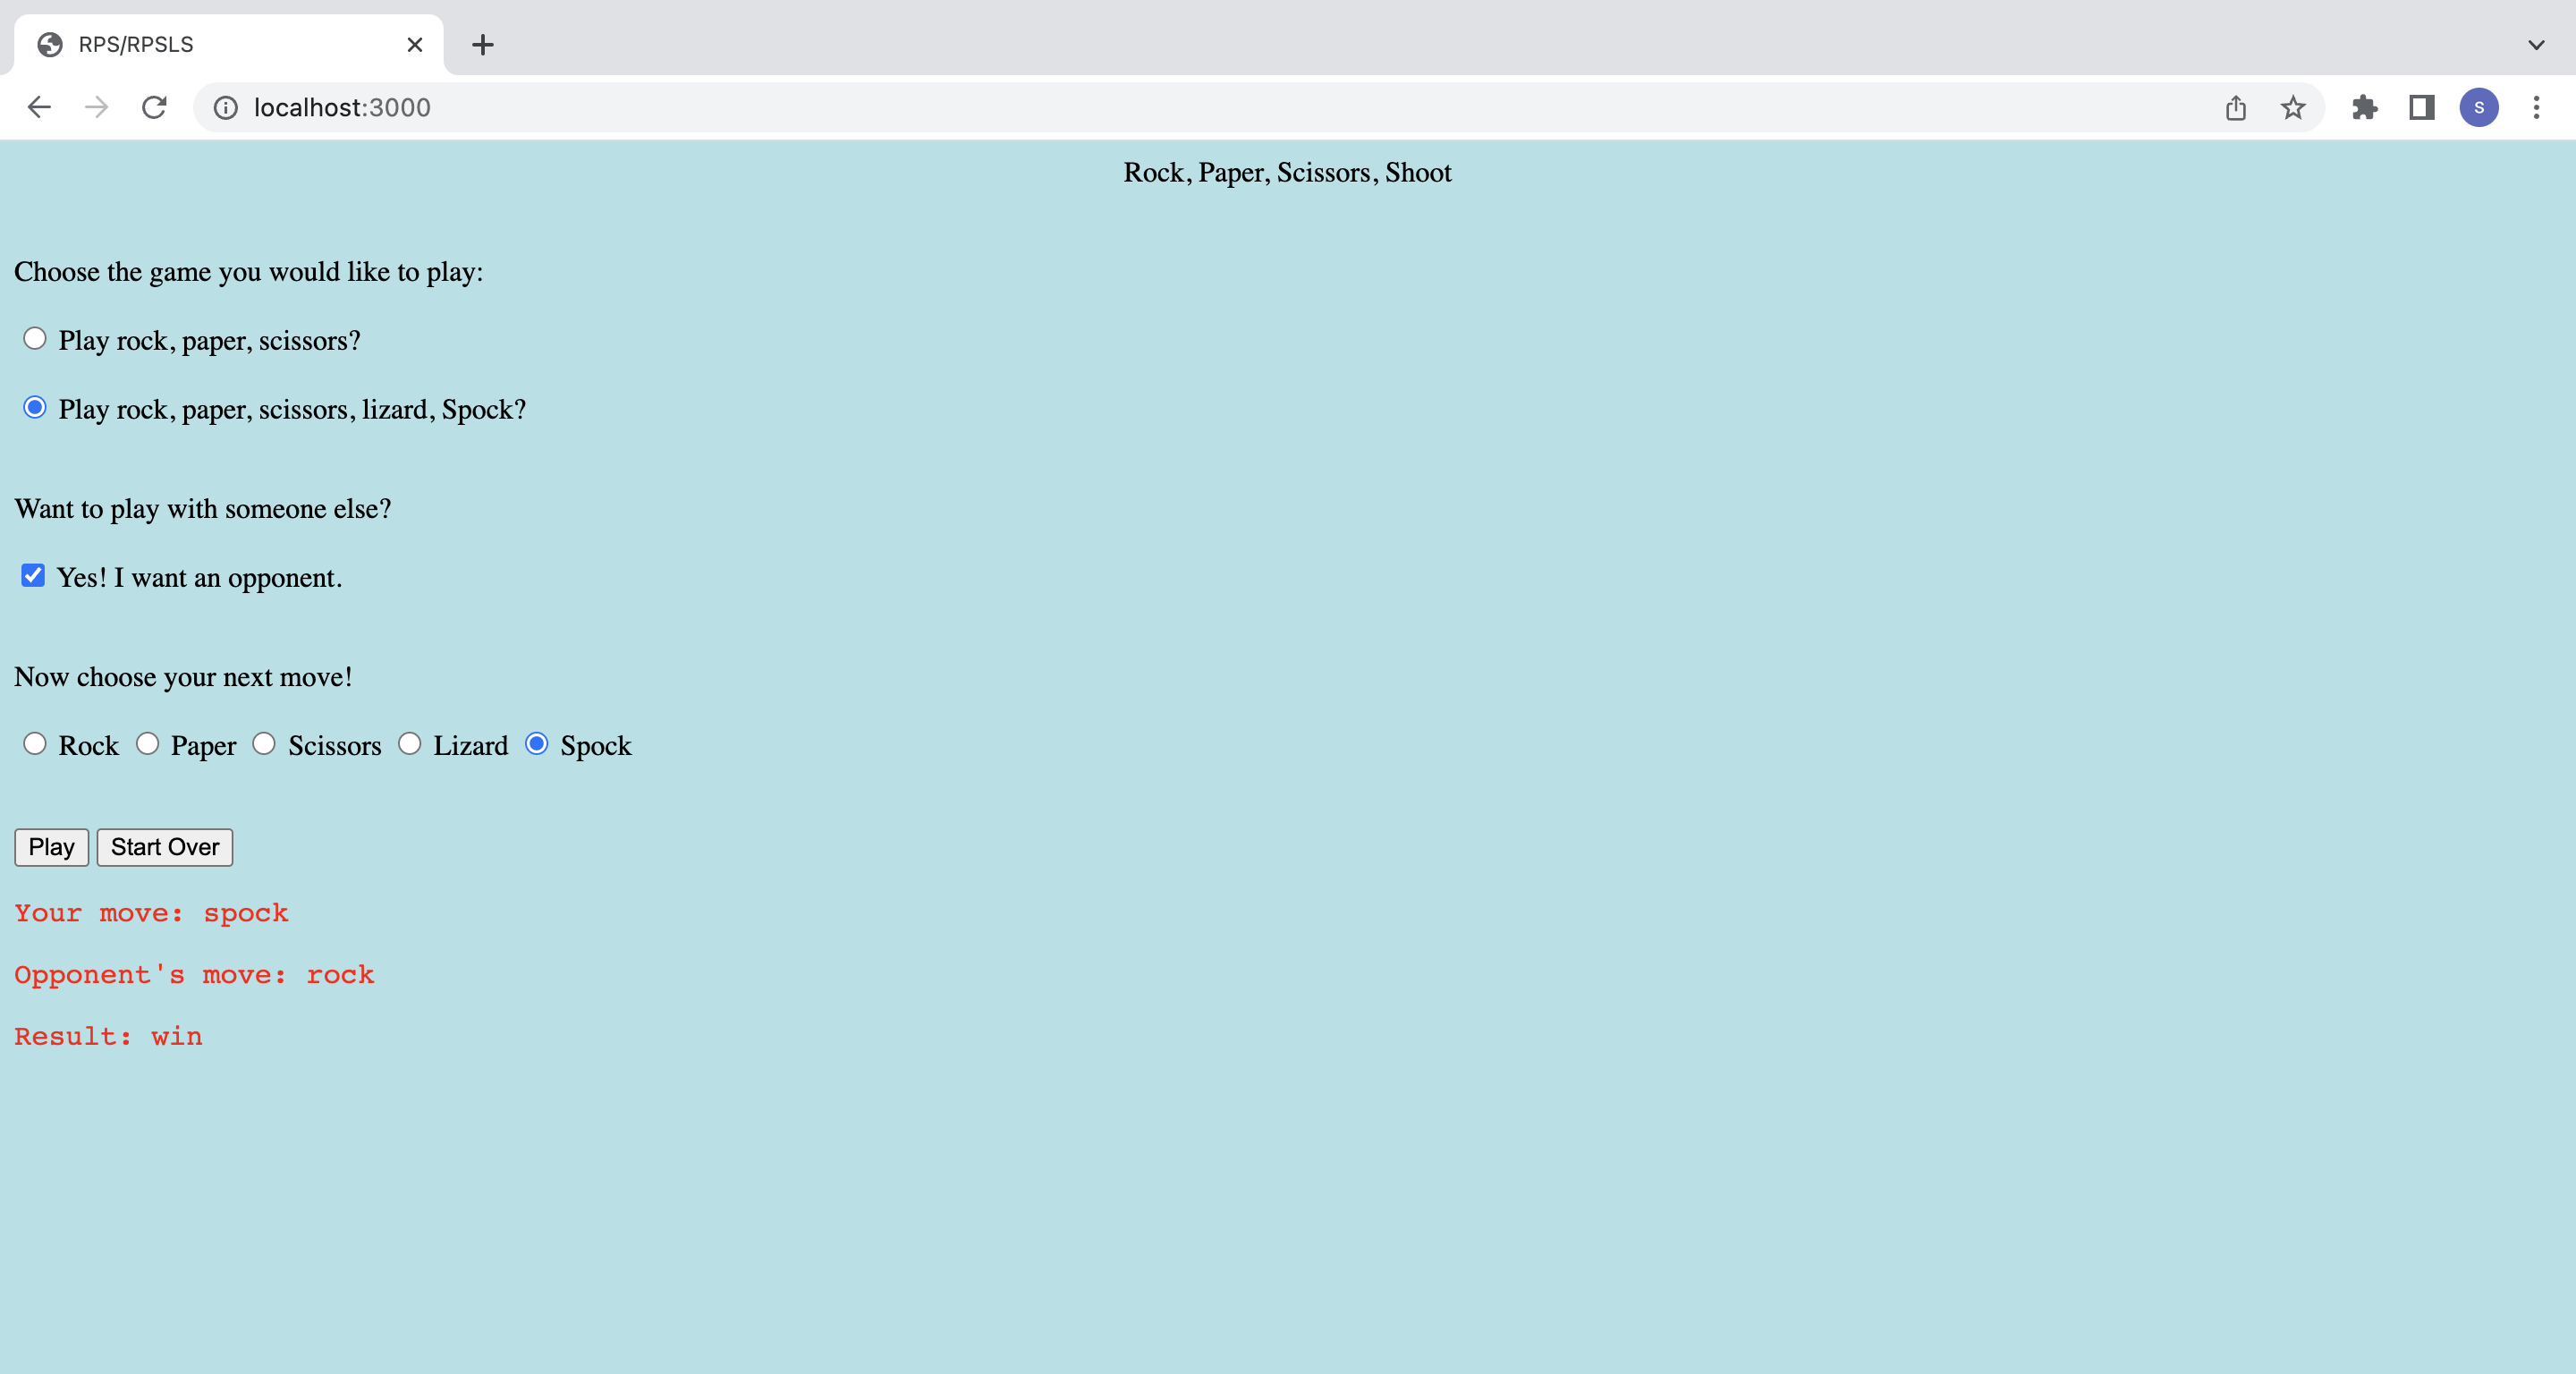 RPS/RPSLS
localhost:3000
S
Rock, Paper, Scissors, Shoot
Choose the game you would like to play:
Play rock, paper, scissors?
Play rock, paper, scissors, lizard, Spock?
Want to play with someone else?
Yes! I want an opponent.
Now choose your next move!
Rock Paper Scissors Lizard Spock
Play Start Over
Your move: spock
Opponent's move: rock
Result: win